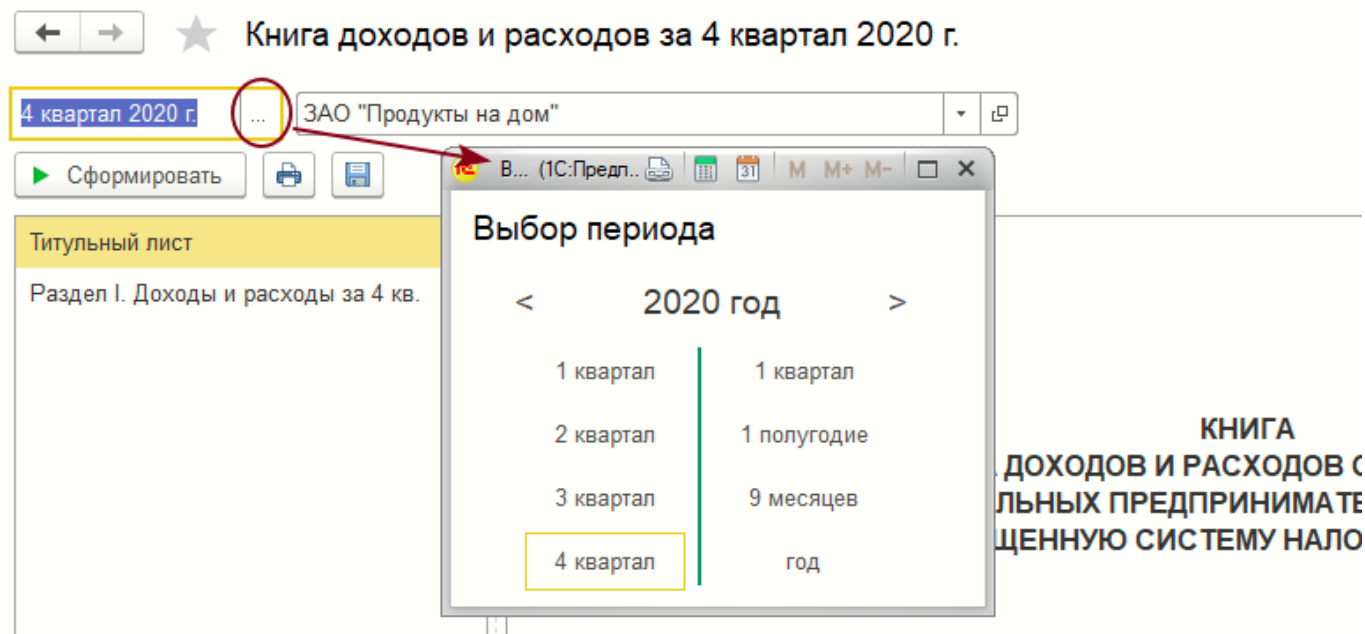 Книга доходов и расходов за 4 квартал 2020 г.
4 квартал 2020 г. ... ЗАО "Продукты на дом"
Сформировать
В... (1С:Предп.. 31 M M+ M-
Титульный лист
Раздел I. Доходы и расходы за 4 кв.
Выбор периода
< 2020 год >
1 квартал 1 квартал
2 квартал 1 полугодие
3 квартал 9 месяцев
4 квартал год
КНИГА
ДОХОДОВ И РАСХОДОВ
ЛЬНЫХ ПРЕДПРИНИМАТЕ
ЩЕННУЮ СИСТЕМУ НАЛО